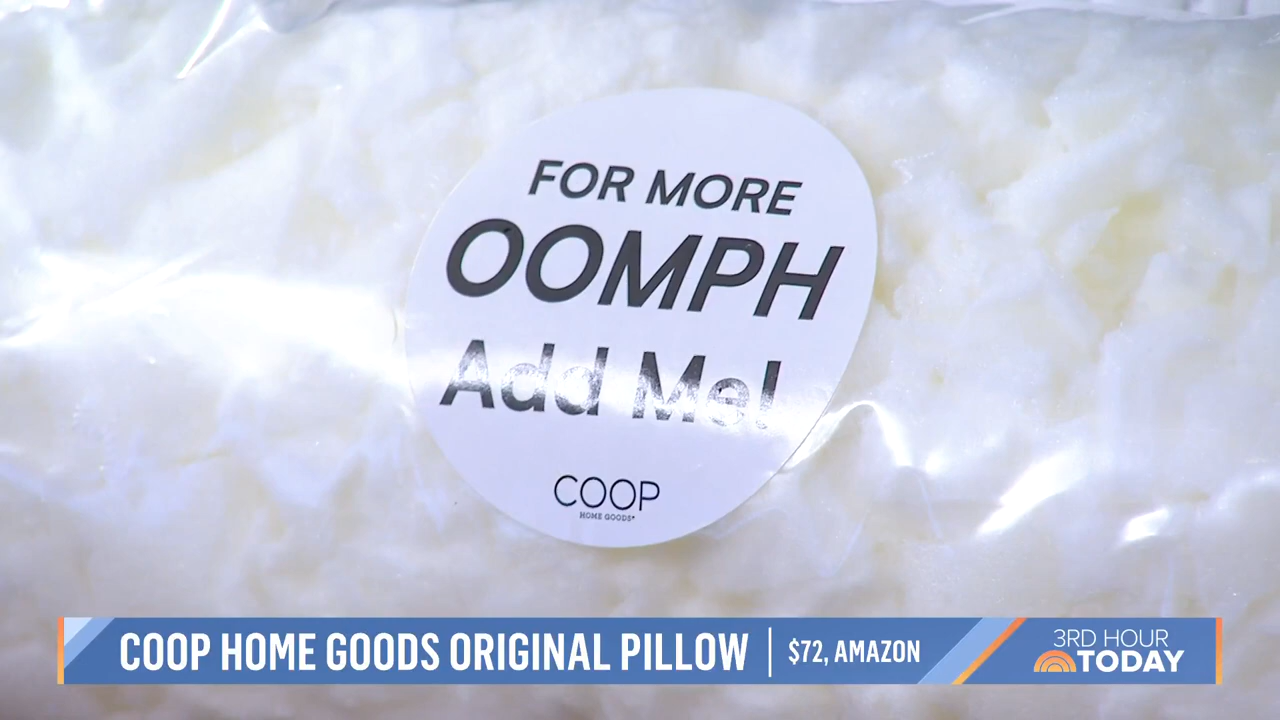 FOR MORE
OOMPH
Add Me!
COOP
HOME GOODS®
COOP HOME GOODS ORIGINAL PILLOW
$72, AMAZON
3RD HOUR
TODAY